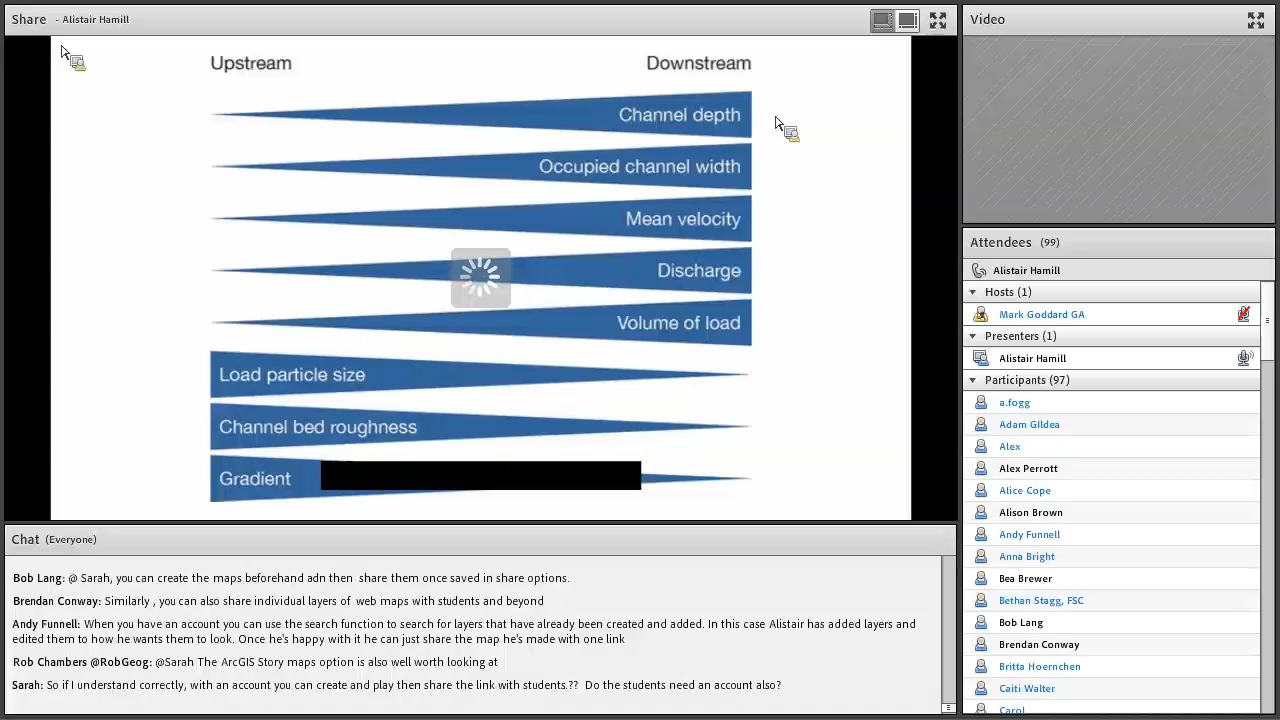 Share - Alistair Hamill
Upstream Downstream
Channel depth
Occupied channel width
Mean velocity
Discharge
Volume of load
Load particle size
Channel bed roughness
Gradient
Chat (Everyone)
Bob Lang: @ Sarah, you can create the maps beforehand adn then share them once saved in share options.
Brendan Conway: Similarly , you can also share individual layers of web maps with students and beyond
Andy Funnell: When you have an account you can use the search function to search for layers that have already been created and added. In this case Alistair has added layers and
edited them to how he wants them to look. Once he's happy with it he can just share the map he's made with one link
Rob Chambers @RobGeog: @Sarah The ArcGIS Story maps option is also well worth looking at
Sarah: So if I understand correctly, with an account you can create and play then share the link with students.?? Do the students need an account also?
Video
Attendees (99)
Alistair Hamill
Hosts (1)
Mark Goddard GA
Presenters (1)
Alistair Hamill
Participants (97)
a.fogg
Adam GIldea
Alex
Alex Perrott
Alice Cope
Alison Brown
Andy Funnell
Anna Bright
Bea Brewer
Bethan Stagg, FSC
Bob Lang
Brendan Conway
Britta Hoernchen
Caiti Walter
Carol